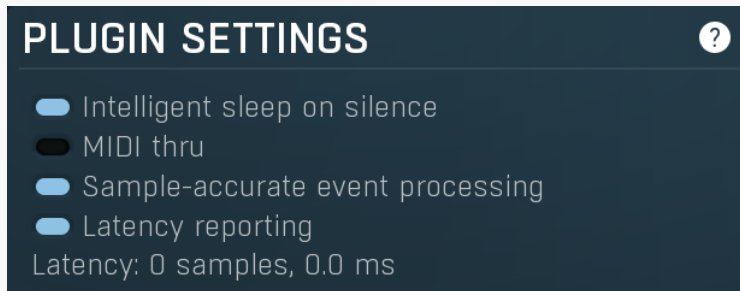 PLUGIN SETTINGS
?
Intelligent sleep on silence
MIDI thru
Sample-accurate event processing
Latency reporting
Latency: 0 samples, 0.0 ms